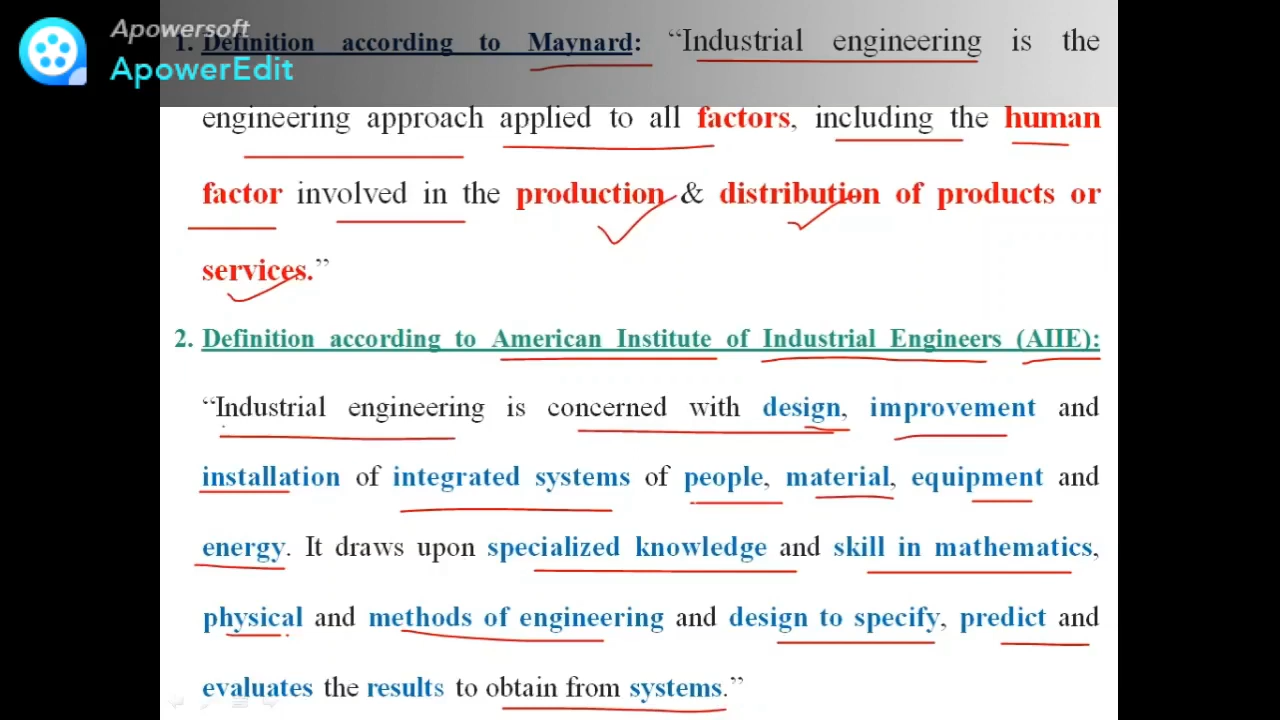 Apowersoft
ApowerEdit
1. Definition according to Maynard: “Industrial engineering is the
engineering approach applied to all factors, including the human
factor involved in the production & distribution of products or
services.”
2. Definition according to American Institute of Industrial Engineers (AIIE):
“Industrial engineering is concerned with design, improvement and
installation of integrated systems of people, material, equipment and
energy. It draws upon specialized knowledge and skill in mathematics,
physical and methods of engineering and design to specify, predict and
evaluates the results to obtain from systems.”